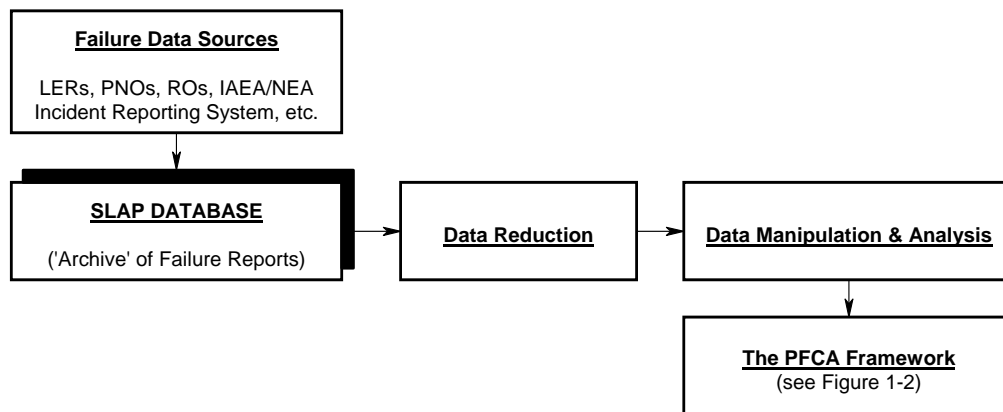 Failure Data Sources
LERs, PNOs, ROs, IAEA/NEA
Incident Reporting System, etc.
SLAP DATABASE
('Archive' of Failure Reports)
Data Reduction
Data Manipulation & Analysis
The PFCA Framework
(see Figure 1-2)